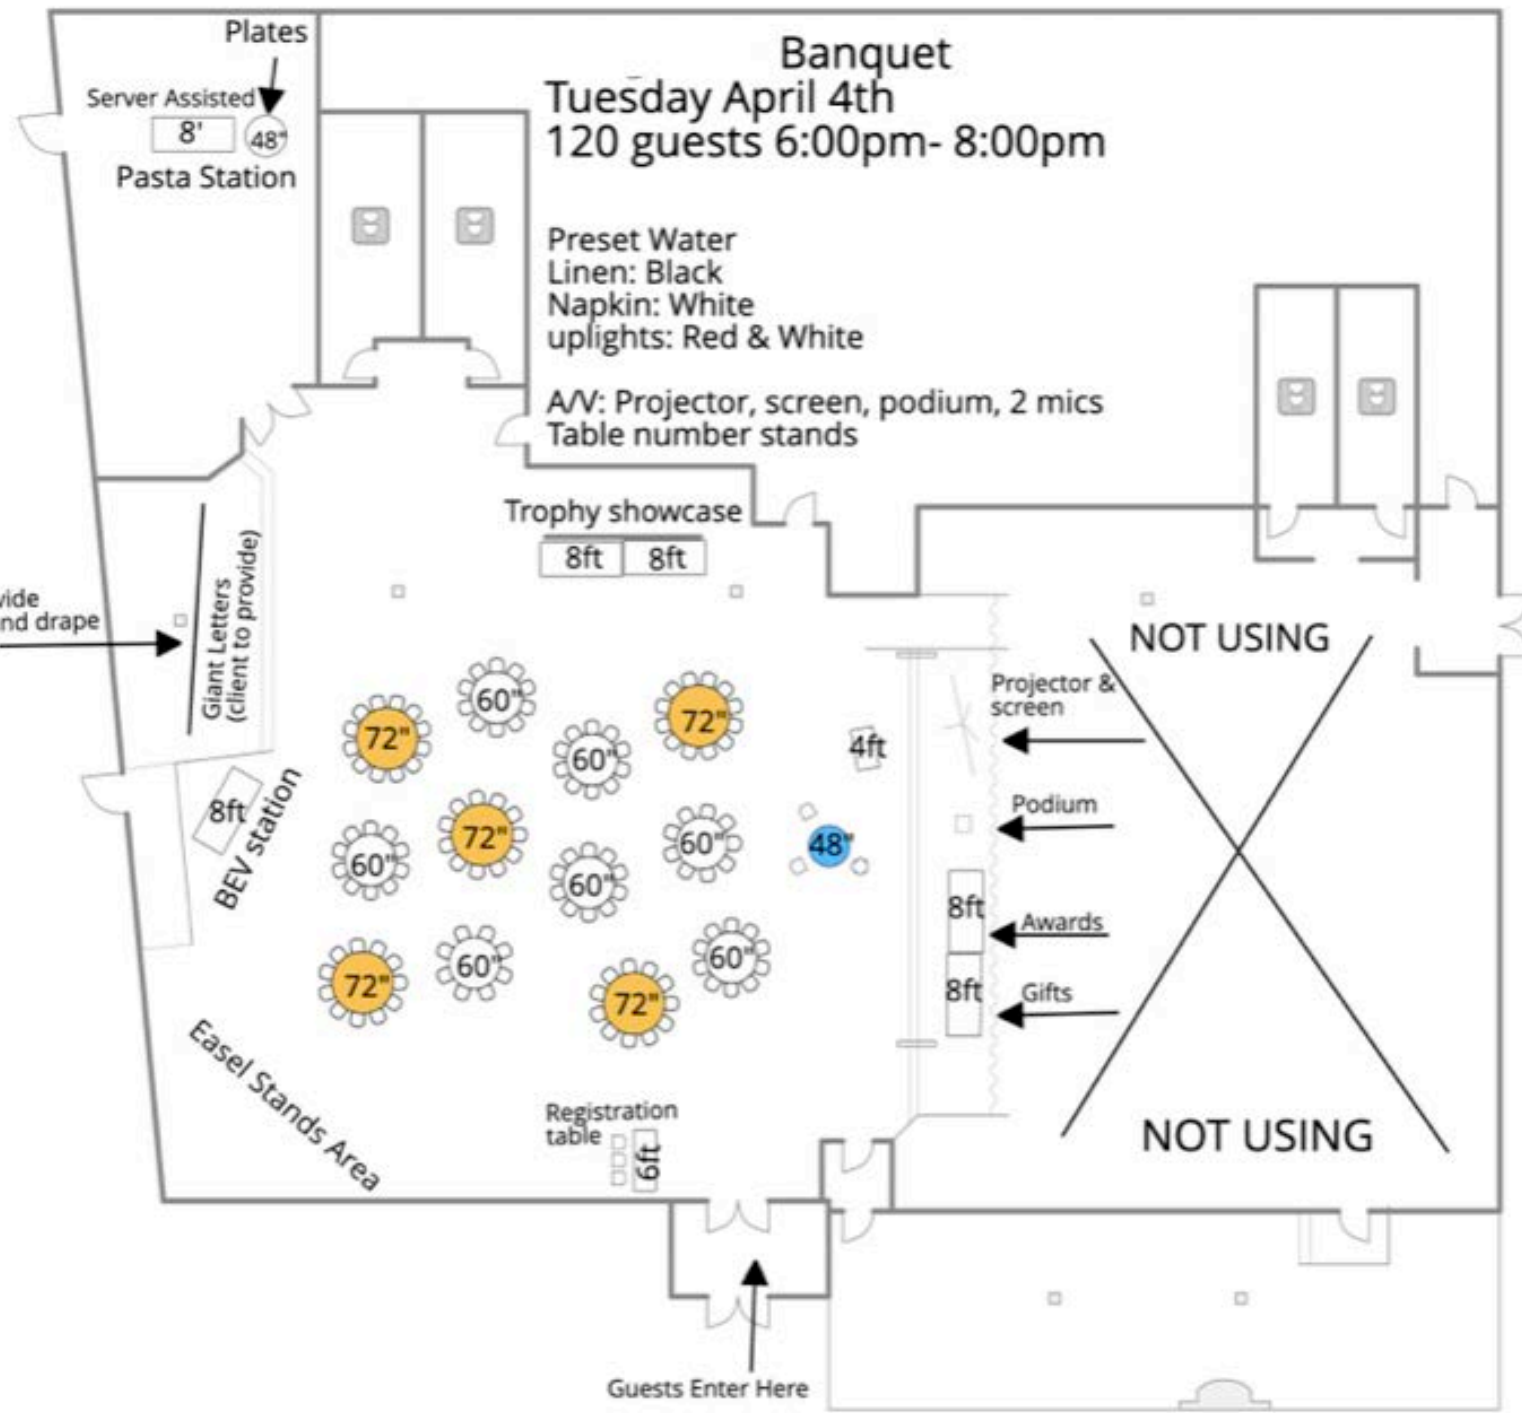 Plates
Server Assisted
8'
48"
Pasta Station
Banquet
Tuesday April 4th
120 guests 6:00pm- 8:00pm
Preset Water
Linen: Black
Napkin: White
uplights: Red & White
A/V: Projector, screen, podium, 2 mics
Table number stands
Trophy showcase
8ft
8ft
nd drape
Giant Letters
(client to provide)
8ft
BEV station
72"
60"
72"
60"
72"
60"
60"
60"
72"
60"
72"
60"
4ft
48"
Projector &
screen
Podium
8ft
Awards
8ft
Gifts
NOT USING
NOT USING
Easel Stands Area
Registration
table
6ft
Guests Enter Here